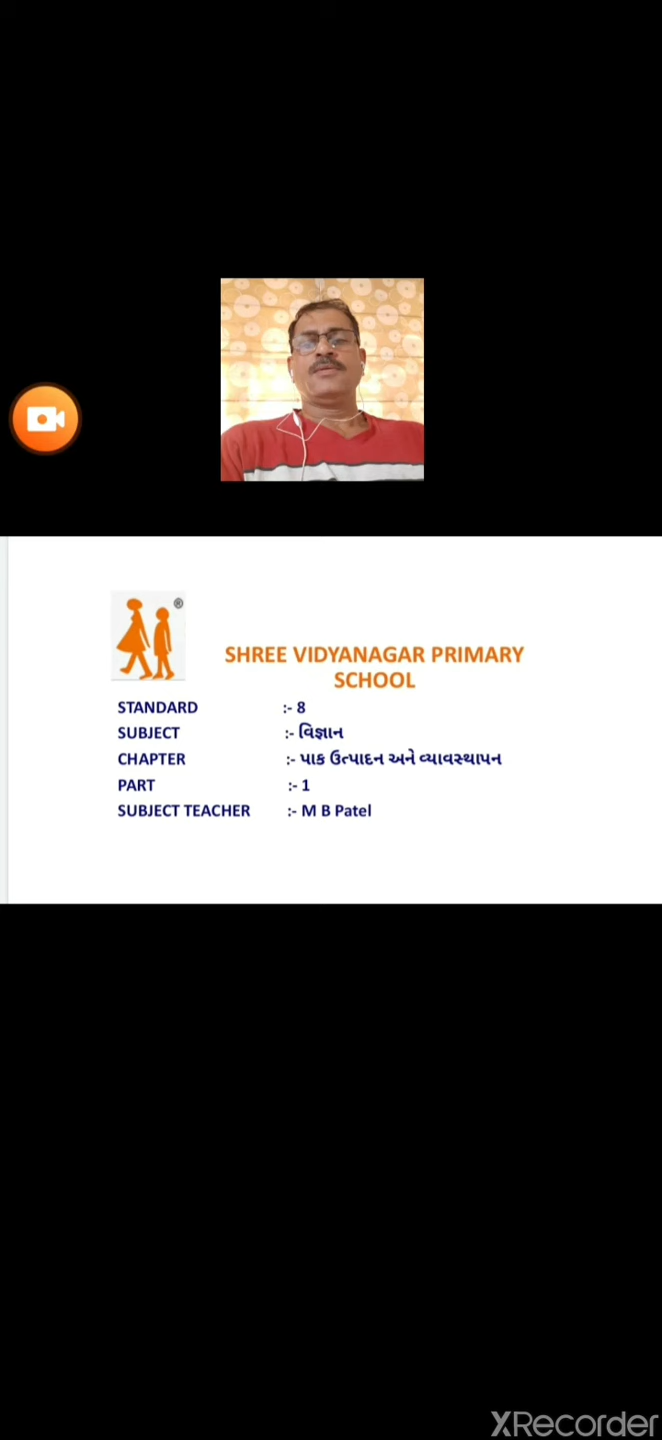 ®
SHREE VIDYANAGAR PRIMARY
SCHOOL
STANDARD :- 8
SUBJECT :- વિજ્ઞાન
CHAPTER :- પાક ઉત્પાદન અને વ્યાવસ્થાપન
PART :- 1
SUBJECT TEACHER :- M B Patel
XRecorder